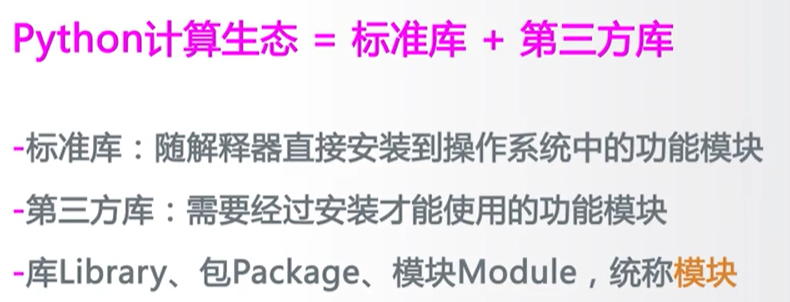 Python计算生态 = 标准库 + 第三方库
-标准库：随解释器直接安装到操作系统中的功能模块
-第三方库：需要经过安装才能使用的功能模块
-库Library、包Package、模块Module，统称模块